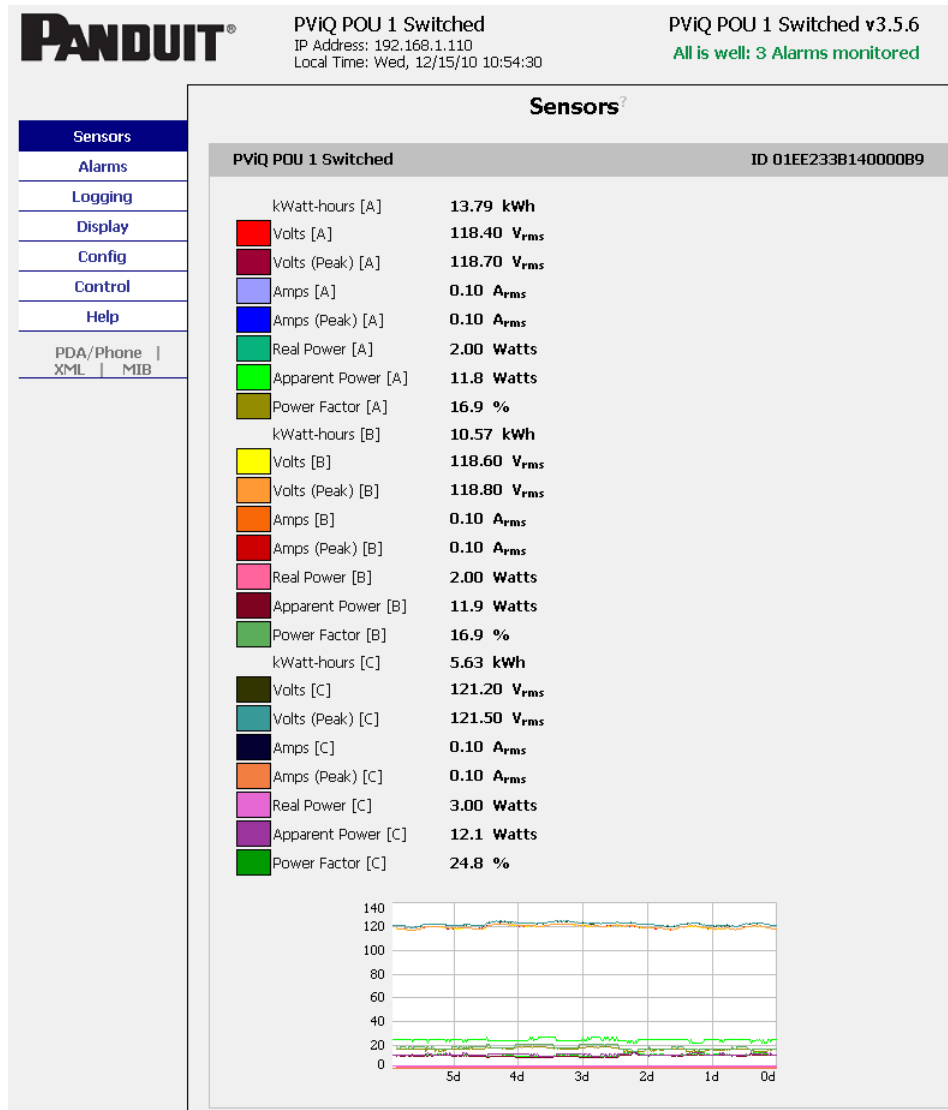 PANDUIT®
PViQ POU 1 Switched
IP Address: 192.168.1.110
Local Time: Wed, 12/15/10 10:54:30
PViQ POU 1 Switched v3.5.6
All is well: 3 Alarms monitored
Sensors?
Sensors
Alarms
Logging
Display
Config
Control
Help
PDA/Phone |
XML | MIB
PViQ POU 1 Switched ID 01EE233B140000B9
kWatt-hours [A] 13.79 kWh
Volts [A] 118.40 Vrms
Volts (Peak) [A] 118.70 Vrms
Amps [A] 0.10 Arms
Amps (Peak) [A] 0.10 Arms
Real Power [A] 2.00 Watts
Apparent Power [A] 11.8 Watts
Power Factor [A] 16.9 %
kWatt-hours [B] 10.57 kWh
Volts [B] 118.60 Vrms
Volts (Peak) [B] 118.80 Vrms
Amps [B] 0.10 Arms
Amps (Peak) [B] 0.10 Arms
Real Power [B] 2.00 Watts
Apparent Power [B] 11.9 Watts
Power Factor [B] 16.9 %
kWatt-hours [C] 5.63 kWh
Volts [C] 121.20 Vrms
Volts (Peak) [C] 121.50 Vrms
Amps [C] 0.10 Arms
Amps (Peak) [C] 0.10 Arms
Real Power [C] 3.00 Watts
Apparent Power [C] 12.1 Watts
Power Factor [C] 24.8 %
140
120
100
80
60
40
20
0
5d 4d 3d 2d 1d 0d